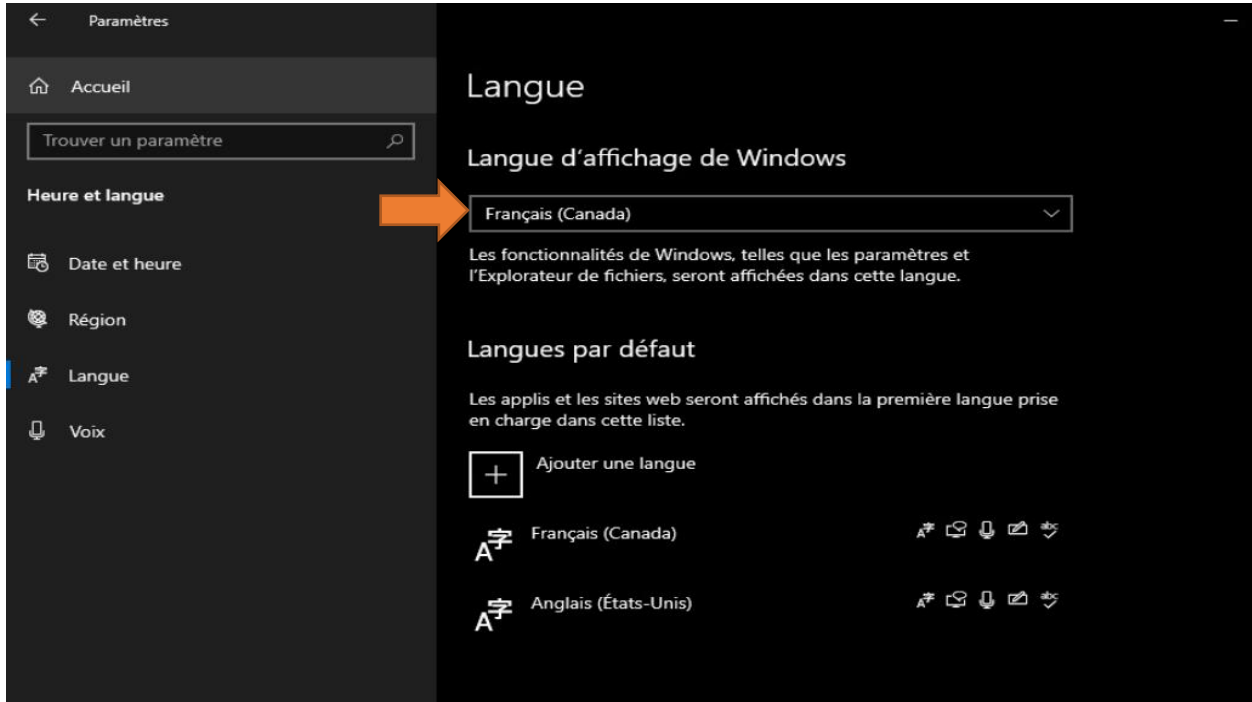 Paramètres
Accueil
Trouver un paramètre
Heure et langue
Date et heure
Région
Langue
Voix
Langue
Langue d’affichage de Windows
Français (Canada)
Les fonctionnalités de Windows, telles que les paramètres et
l’Explorateur de fichiers, seront affichées dans cette langue.
Langues par défaut
Les applis et les sites web seront affichés dans la première langue prise
en charge dans cette liste.
Ajouter une langue
Français (Canada)
Anglais (États-Unis)